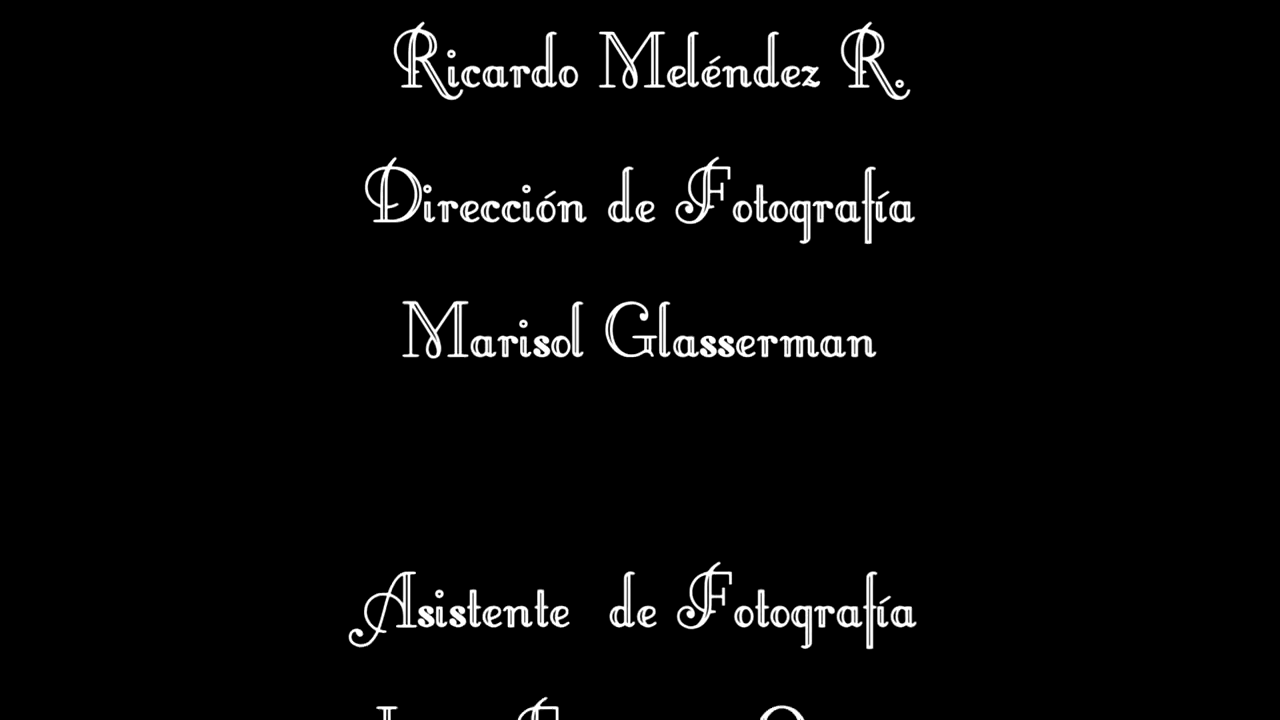 Ricardo Meléndez R.
Dirección de Fotografía
Marisol Glasserman
Asistente de Fotografía